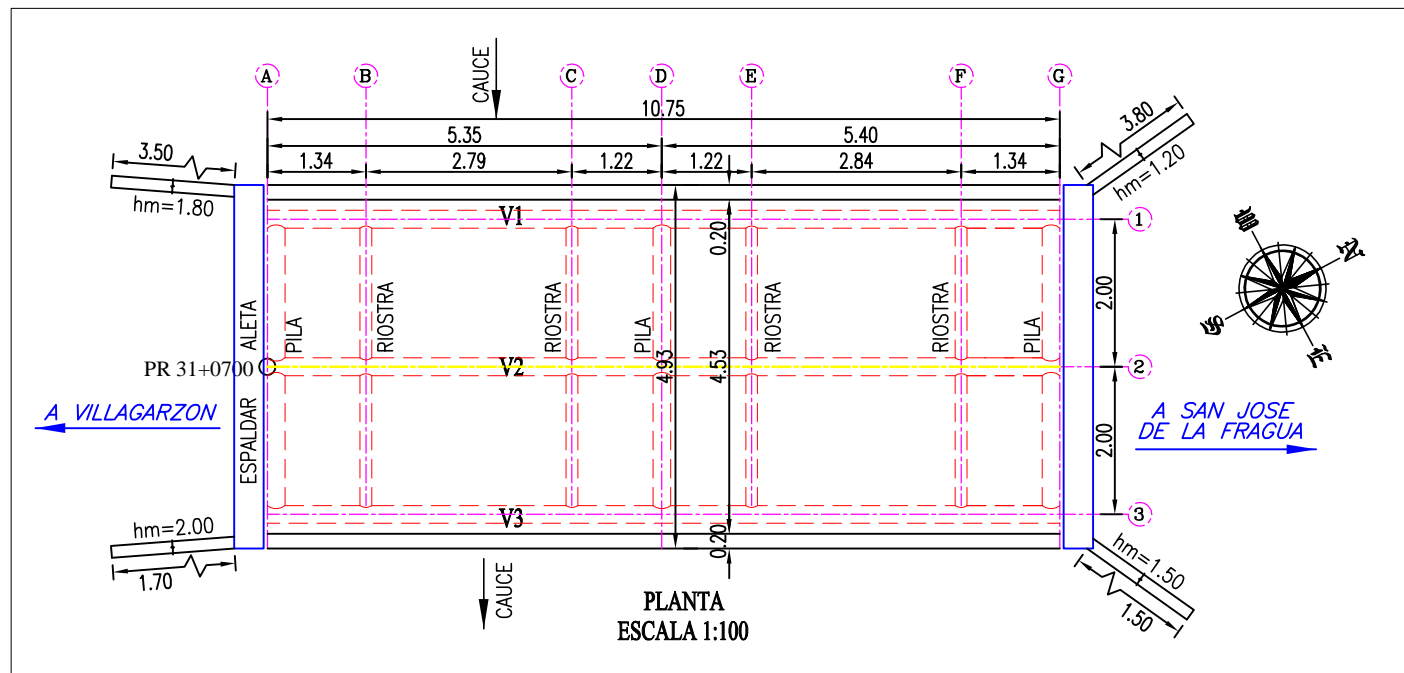 A B C D E F G
CAUCE
10.75
5.35 5.40
1.34 2.79 1.22 1.22 2.84 1.34
3.50
hm=1.80
3.80
hm=1.20
V1
1
0.20
ALETA
PILA
RIOSTRA
RIOSTRA
PILA
RIOSTRA
RIOSTRA
PILA
2.00
PR 31+0700
V2
4.93
4.53
2
ESPALDAR
A VILLAGARZON
A SAN JOSE
DE LA FRAGUA
2.00
V3
3
0.20
hm=2.00
1.70
hm=1.50
1.50
CAUCE
PLANTA
ESCALA 1:100